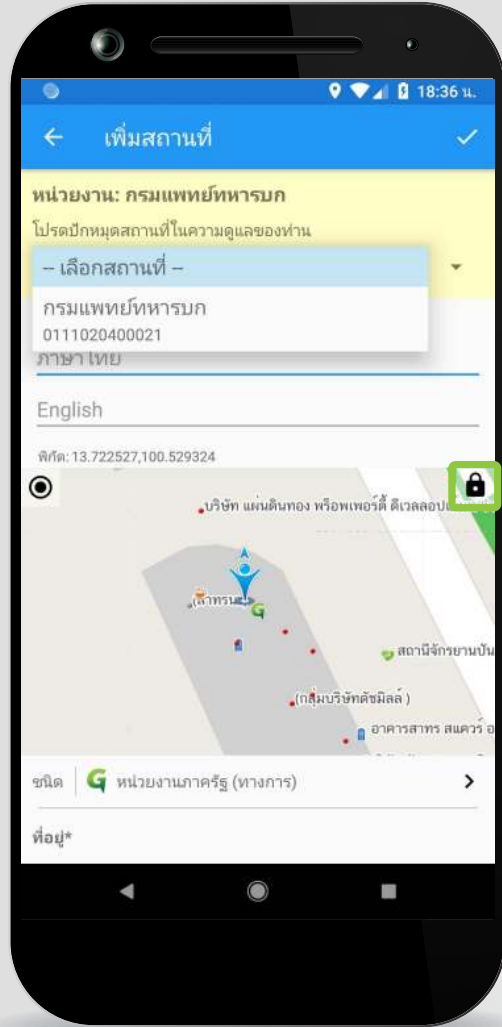 18:36 น.
เพิ่มสถานที่
หน่วยงาน: กรมแพทย์ทหารบก
โปรดปักหมุดสถานที่ในความดูแลของท่าน
-- เลือกสถานที่ --
กรมแพทย์ทหารบก
0111020400021
ภาษาไทย
English
พิกัด: 13.722527,100.529324
บริษัท แผ่นดินทอง พร็อพเพอร์ตี้ ดีเวลลอป
สถานีจักรยานปัน
(กลุ่มบริษัทดัชมิลล์ )
อาคารสาทร สแควร์ อ
ชนิด
หน่วยงานภาครัฐ (ทางการ)
ที่อยู่*